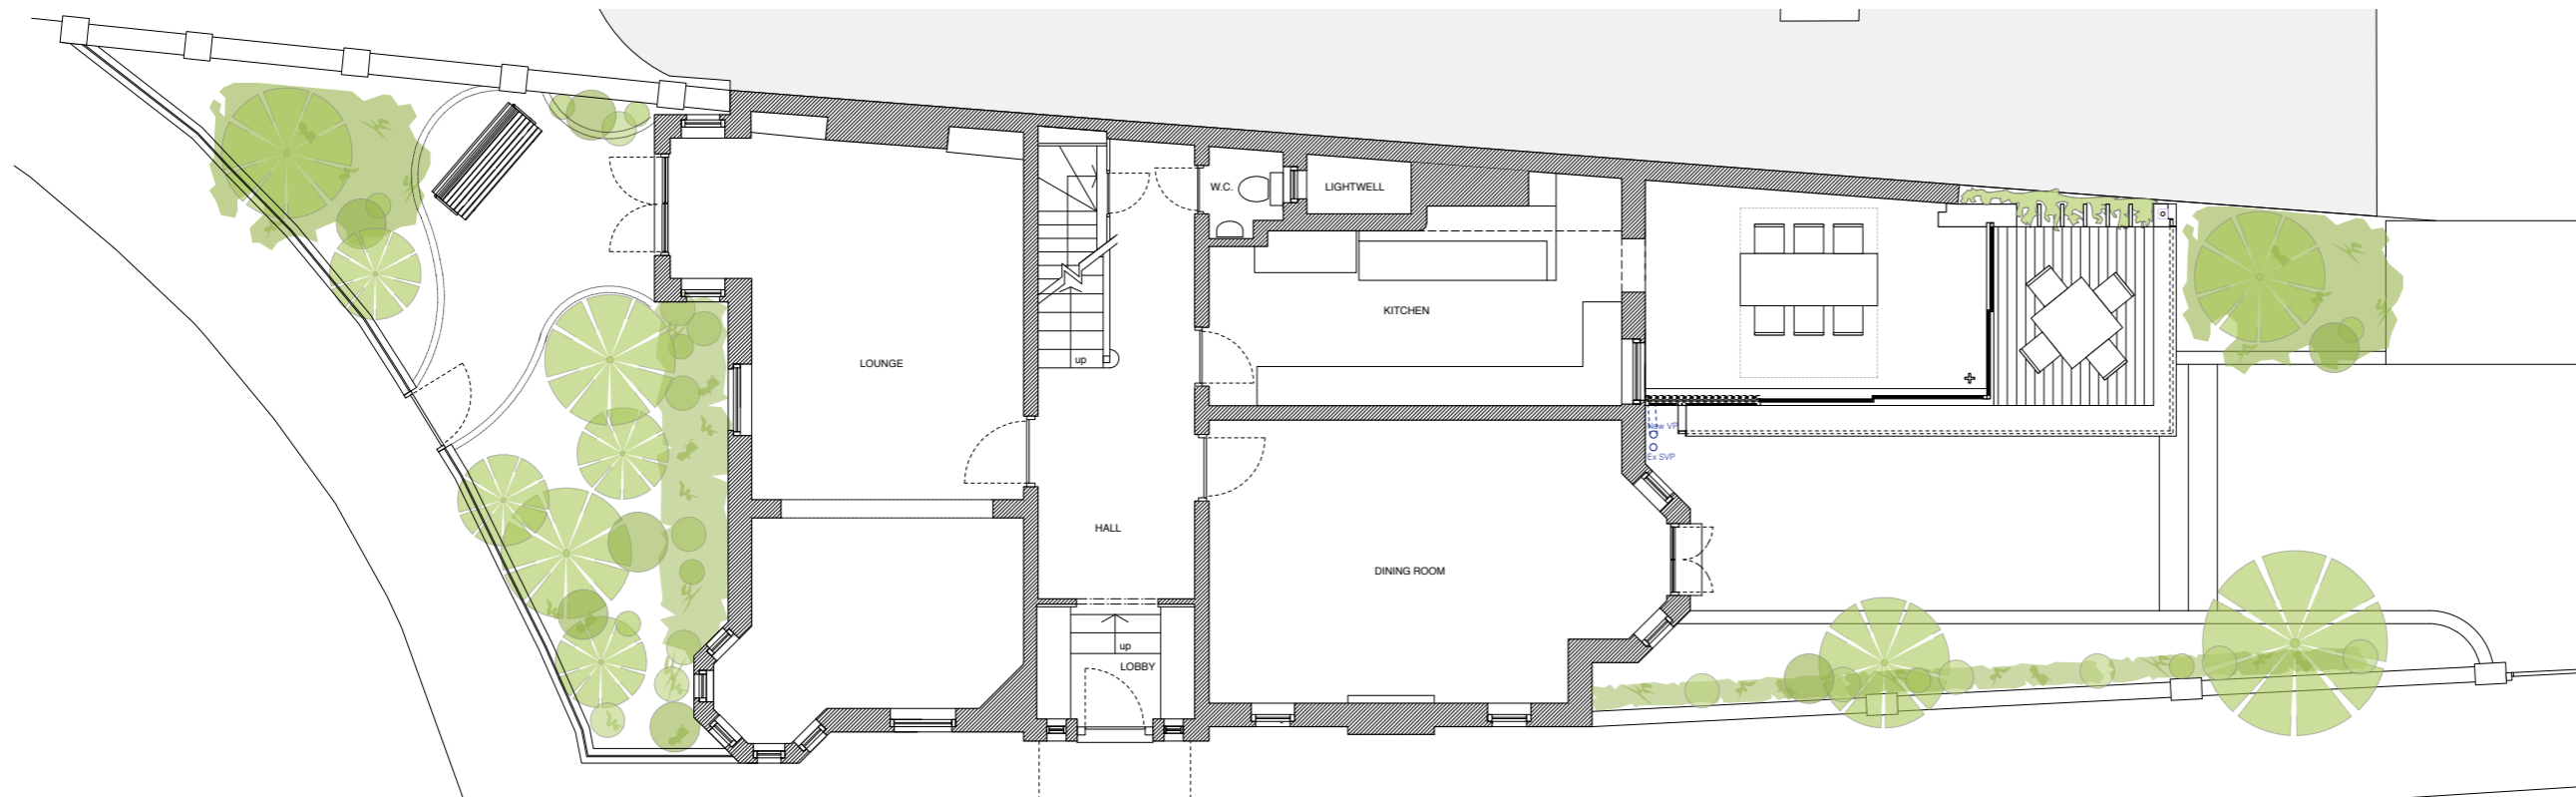 W.C.
LIGHTWELL
KITCHEN
LOUNGE
up
New VP
Ex SVP
HALL
DINING ROOM
up
LOBBY